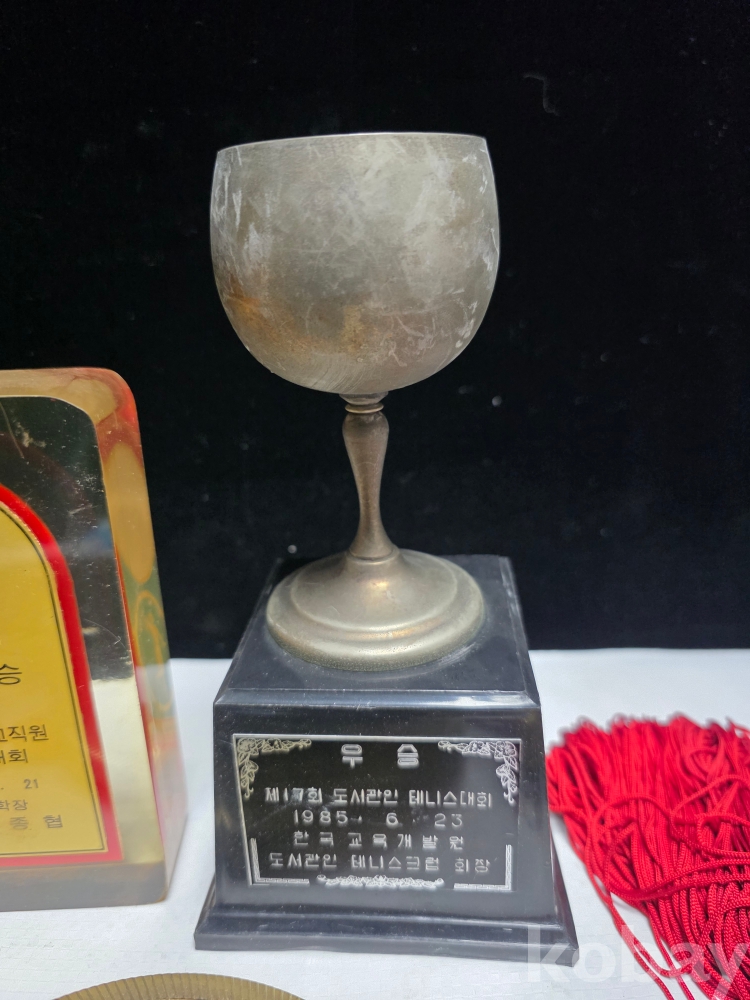 우승
제17회 도서관인 테니스대회
1985. 6. 23
한국교육개발원
도서관인 테니스크럽 회장
승
직원
대회
. 21
학장
종협
kobay